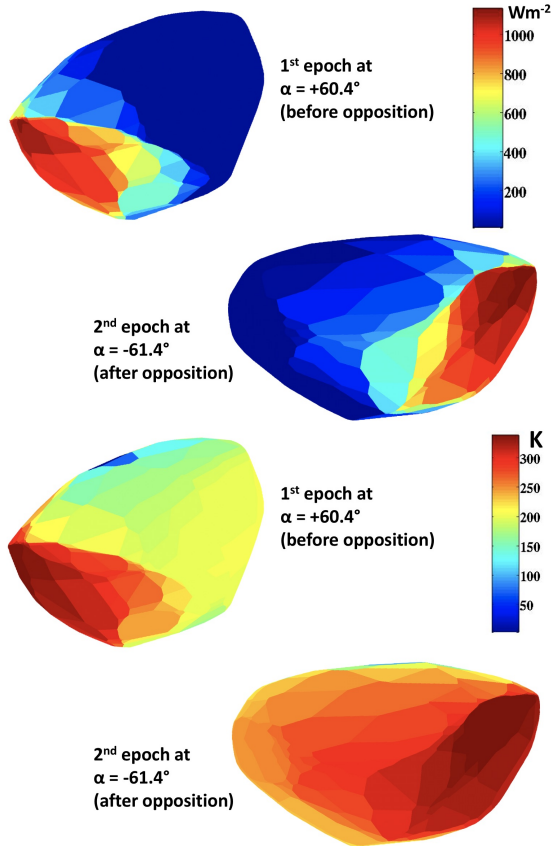 Wm-2
1st epoch at
α = +60.4°
(before opposition)
1000
800
600
400
200
2nd epoch at
α = -61.4°
(after opposition)
K
1st epoch at
α = +60.4°
(before opposition)
300
250
200
150
100
50
2nd epoch at
α = -61.4°
(after opposition)